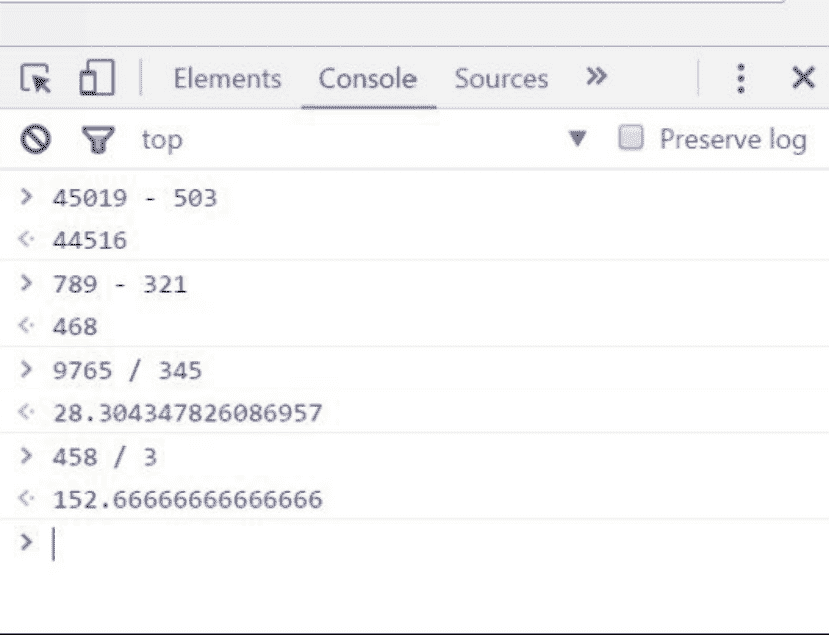 Elements Console Sources »
top ▼ Preserve log
> 45019 - 503
<· 44516
> 789 - 321
<· 468
> 9765 / 345
<· 28.304347826086957
> 458 / 3
<· 152.66666666666666
>